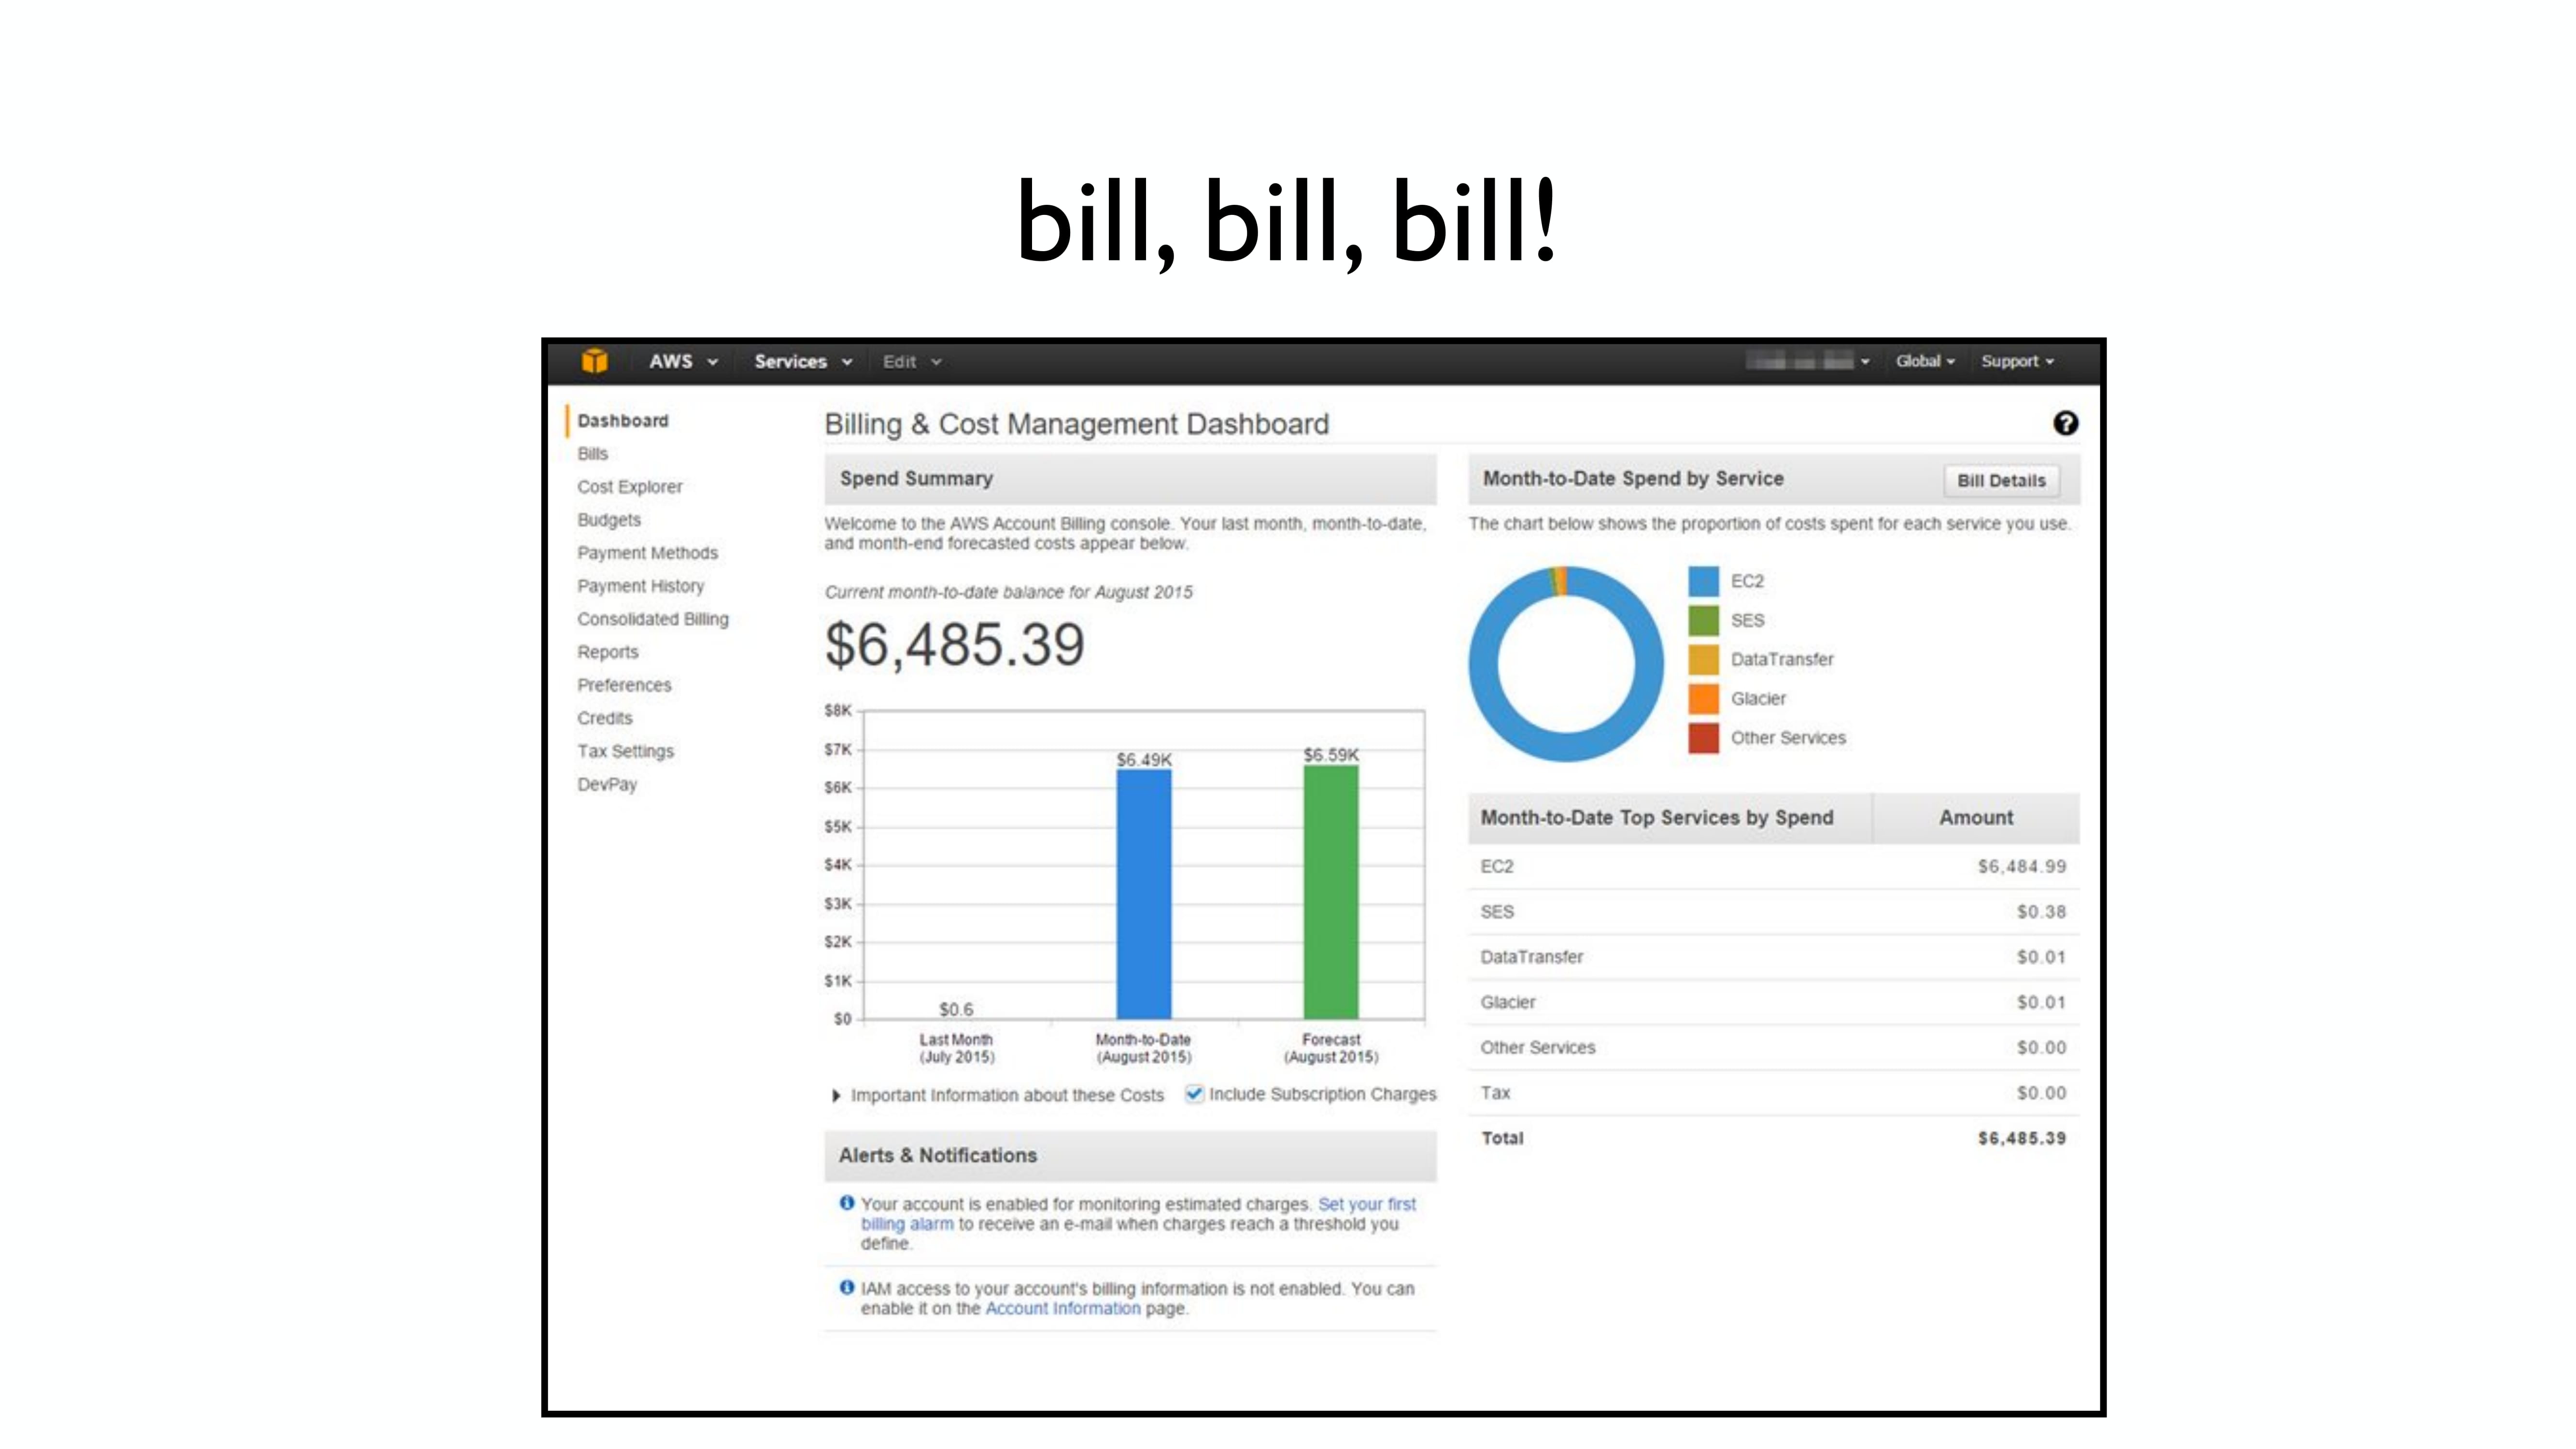 bill, bill, bill!
AWS Services Edit Global Support
Dashboard
Bills
Cost Explorer
Budgets
Payment Methods
Payment History
Consolidated Billing
Reports
Preferences
Credits
Tax Settings
DevPay
Billing & Cost Management Dashboard
Spend Summary
Welcome to the AWS Account Billing console. Your last month, month-to-date,
and month-end forecasted costs appear below.
Current month-to-date balance for August 2015
$6,485.39
$8K
$7K
$6K
$5K
$4K
$3K
$2K
$1K
$0
$0.6
$6.49K
$6.59K
Last Month
(July 2015)
Month-to-Date
(August 2015)
Forecast
(August 2015)
Important Information about these Costs Include Subscription Charges
Alerts & Notifications
Your account is enabled for monitoring estimated charges. Set your first
billing alarm to receive an e-mail when charges reach a threshold you
define.
IAM access to your account's billing information is not enabled. You can
enable it on the Account Information page.
Month-to-Date Spend by Service Bill Details
The chart below shows the proportion of costs spent for each service you use.
EC2
SES
DataTransfer
Glacier
Other Services
Month-to-Date Top Services by Spend Amount
EC2 $6,484.99
SES $0.38
DataTransfer $0.01
Glacier $0.01
Other Services $0.00
Tax $0.00
Total $6,485.39